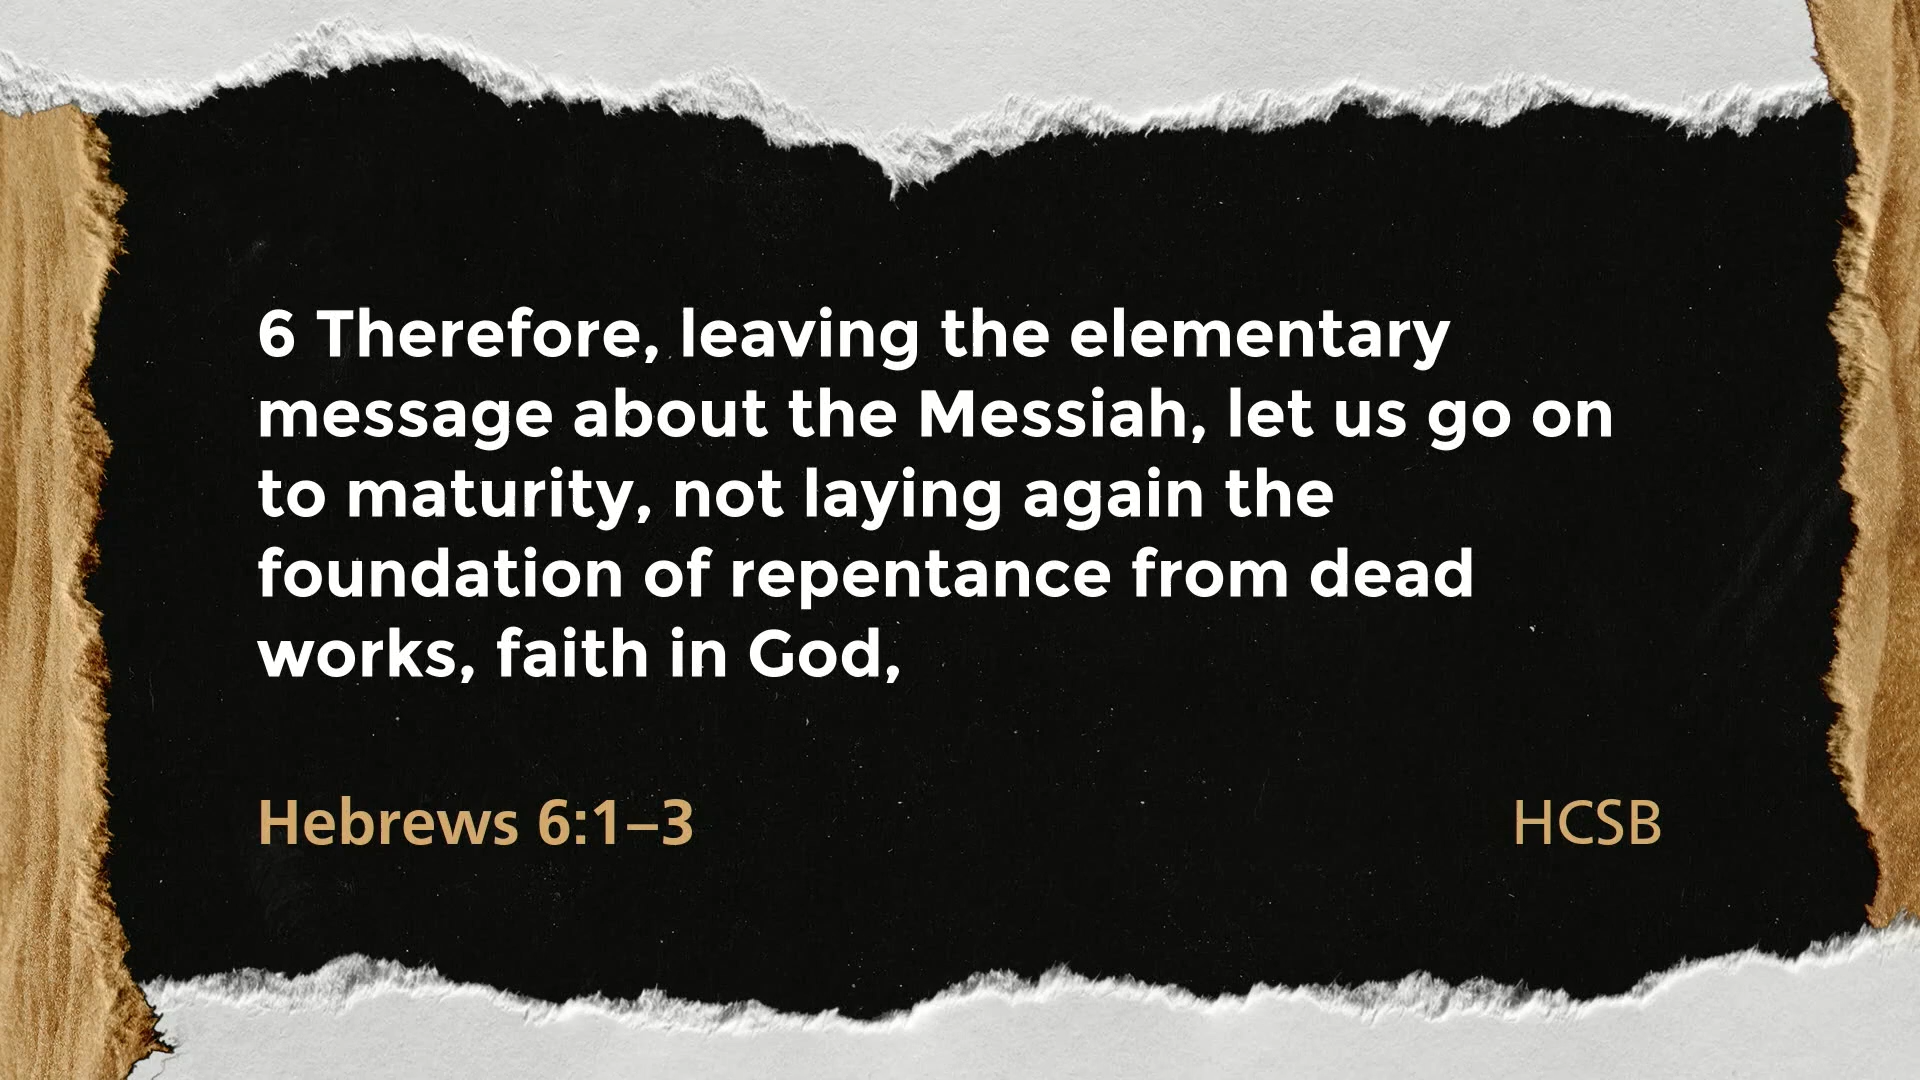 6 Therefore, leaving the elementary
message about the Messiah, let us go on
to maturity, not laying again the
foundation of repentance from dead
works, faith in God,
Hebrews 6:1–3
HCSB